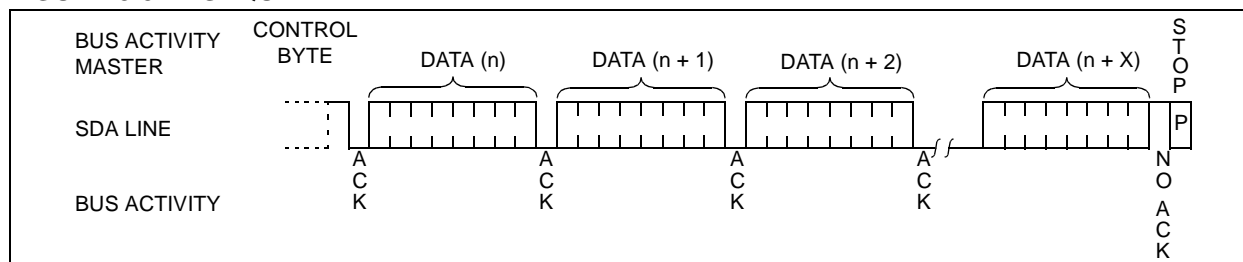 BUS ACTIVITY
MASTER
CONTROL
BYTE
DATA (n)
DATA (n + 1)
DATA (n + 2)
DATA (n + X)
STOP
SDA LINE
P
ACK
ACK
ACK
ACK
NO ACK
BUS ACTIVITY